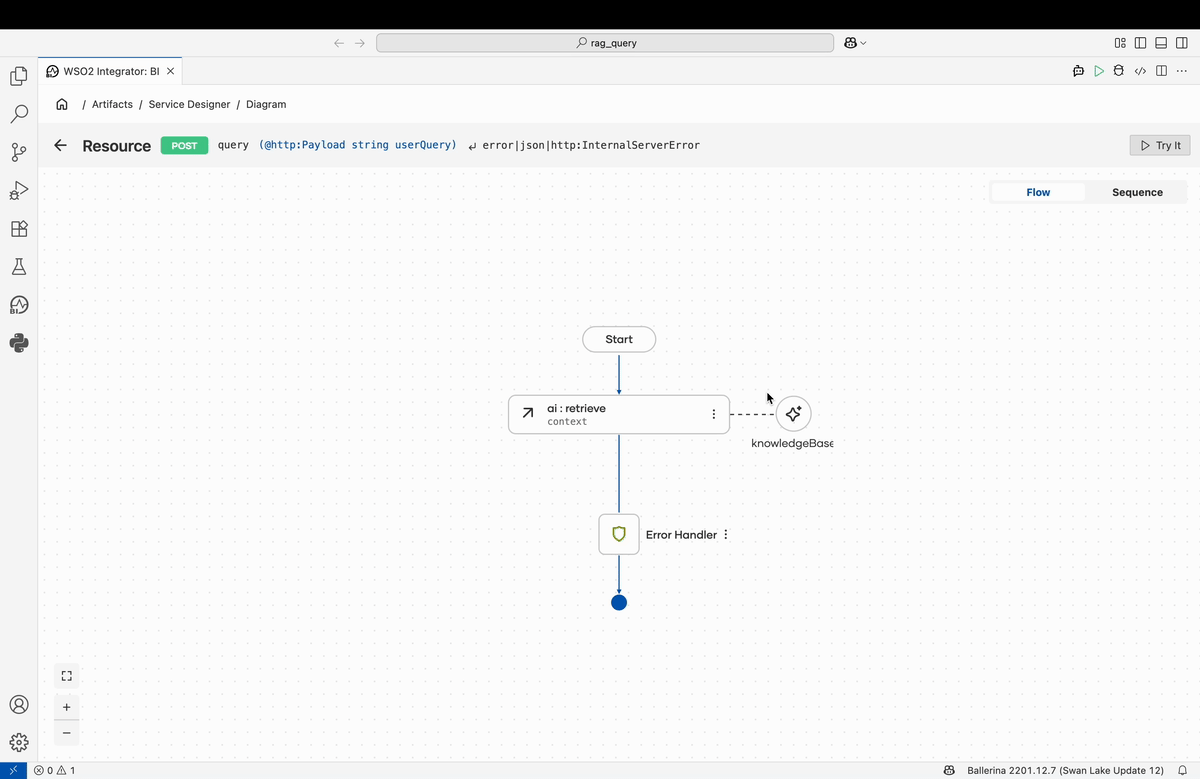 rag_query
WSO2 Integrator: BI
/ Artifacts / Service Designer / Diagram
Resource POST query (@http:Payload string userQuery) error|json|http:InternalServerError
Try It
Flow Sequence
Start
ai : retrieve
context
knowledgeBase
Error Handler
+
−
0 1 Ballerina 2201.12.7 (Swan Lake Update 12)